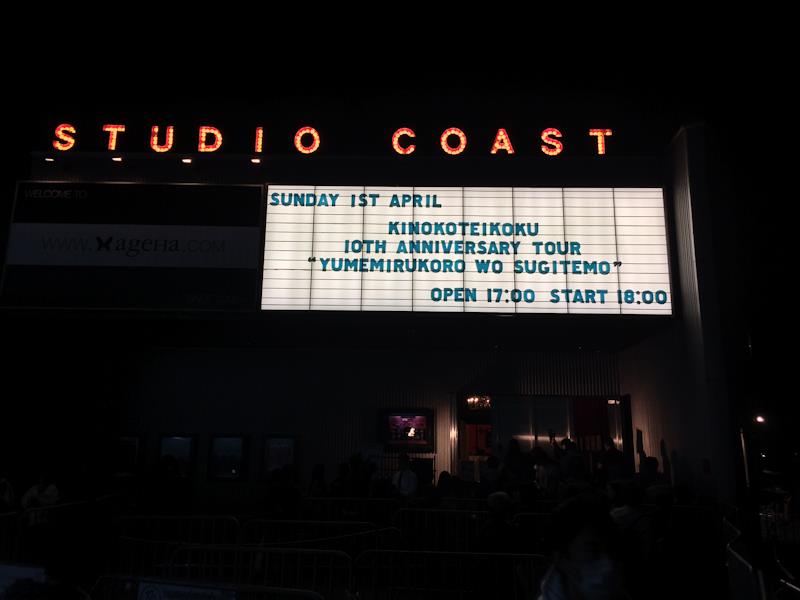 STUDIO COAST
WELCOME TO
WWW.ageHa.COM
SUNDAY 1ST APRIL
KINOKOTEIKOKU
10TH ANNIVERSARY TOUR
"YUMEMIRUKORO WO SUGITEMO"
OPEN 17:00 START 18:00